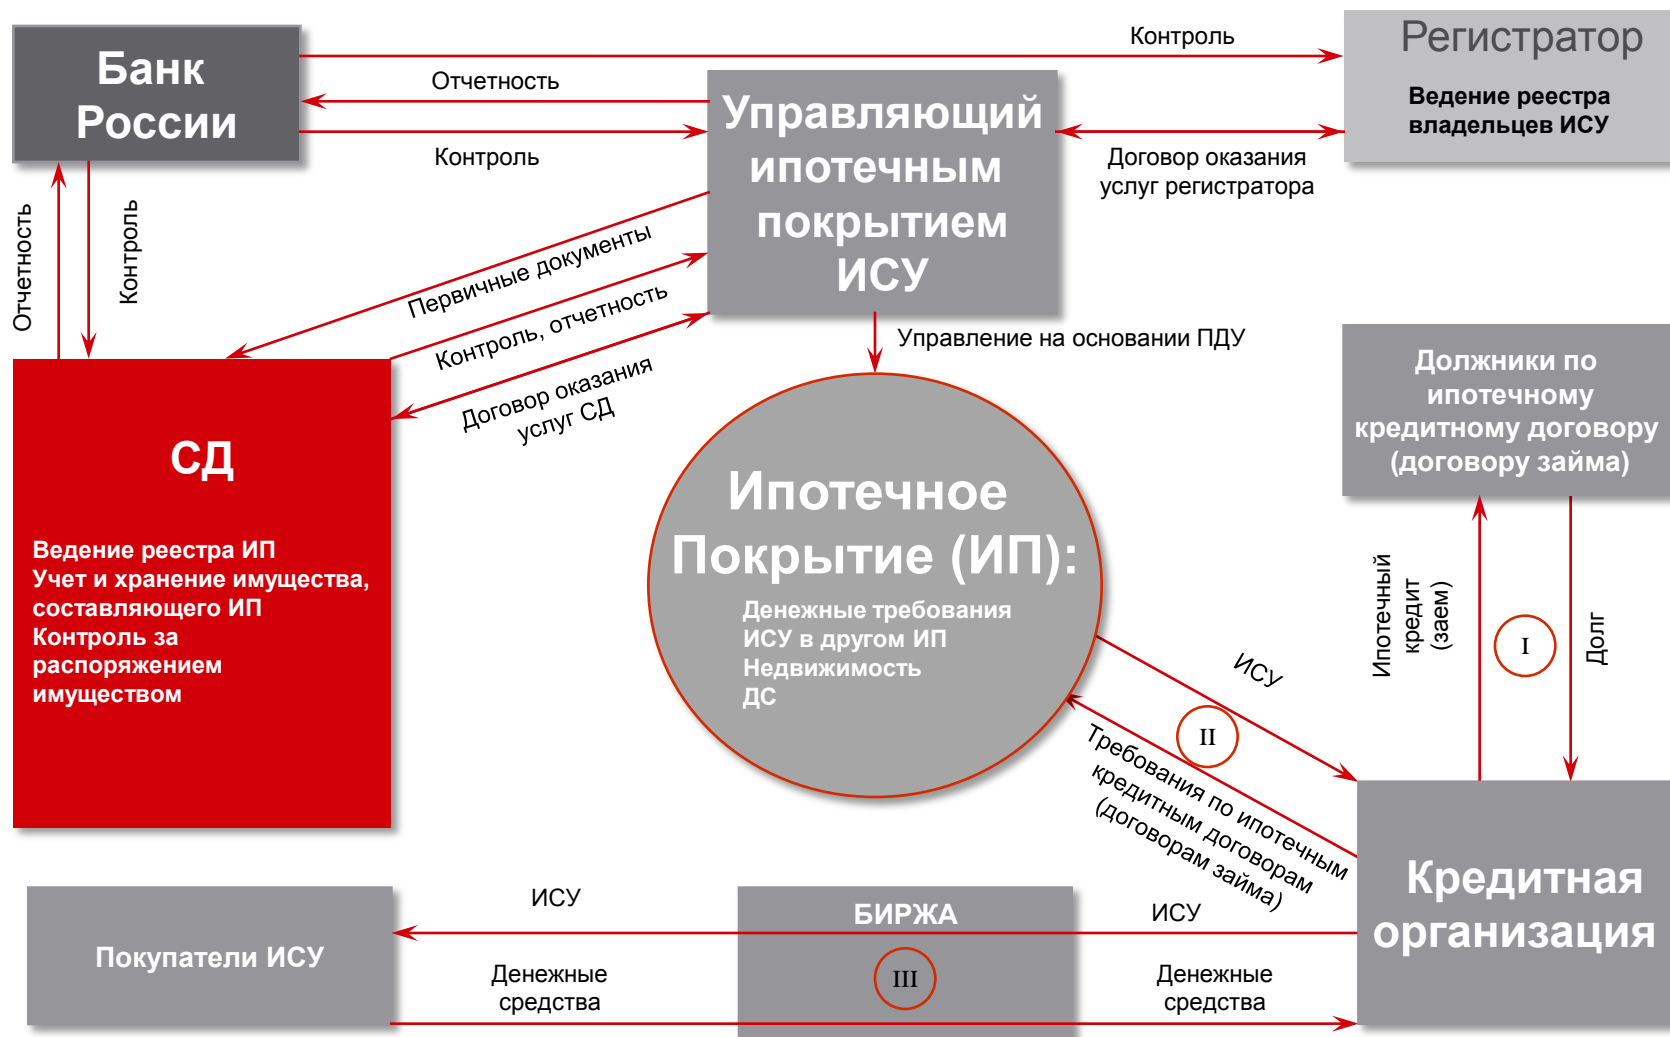 Банк
России
Контроль
Отчетность
Контроль
Управляющий
ипотечным
покрытием
ИСУ
Регистратор
Ведение реестра
владельцев ИСУ
Договор оказания
услуг регистратора
Отчетность
Контроль
Первичные документы
Контроль, отчетность
Договор оказания
услуг СД
Управление на основании ПДУ
СД
Ведение реестра ИП
Учет и хранение имущества,
составляющего ИП
Контроль за
распоряжением
имуществом
Ипотечное
Покрытие (ИП):
Денежные требования
ИСУ в другом ИП
Недвижимость
ДС
Должники по
ипотечному
кредитному договору
(договору займа)
Ипотечный
кредит
(заем)
I
Долг
ИСУ
II
Требования по ипотечным
кредитным договорам
(договорам займа)
Кредитная
организация
Покупатели ИСУ
ИСУ
БИРЖА
ИСУ
Денежные
средства
III
Денежные
средства